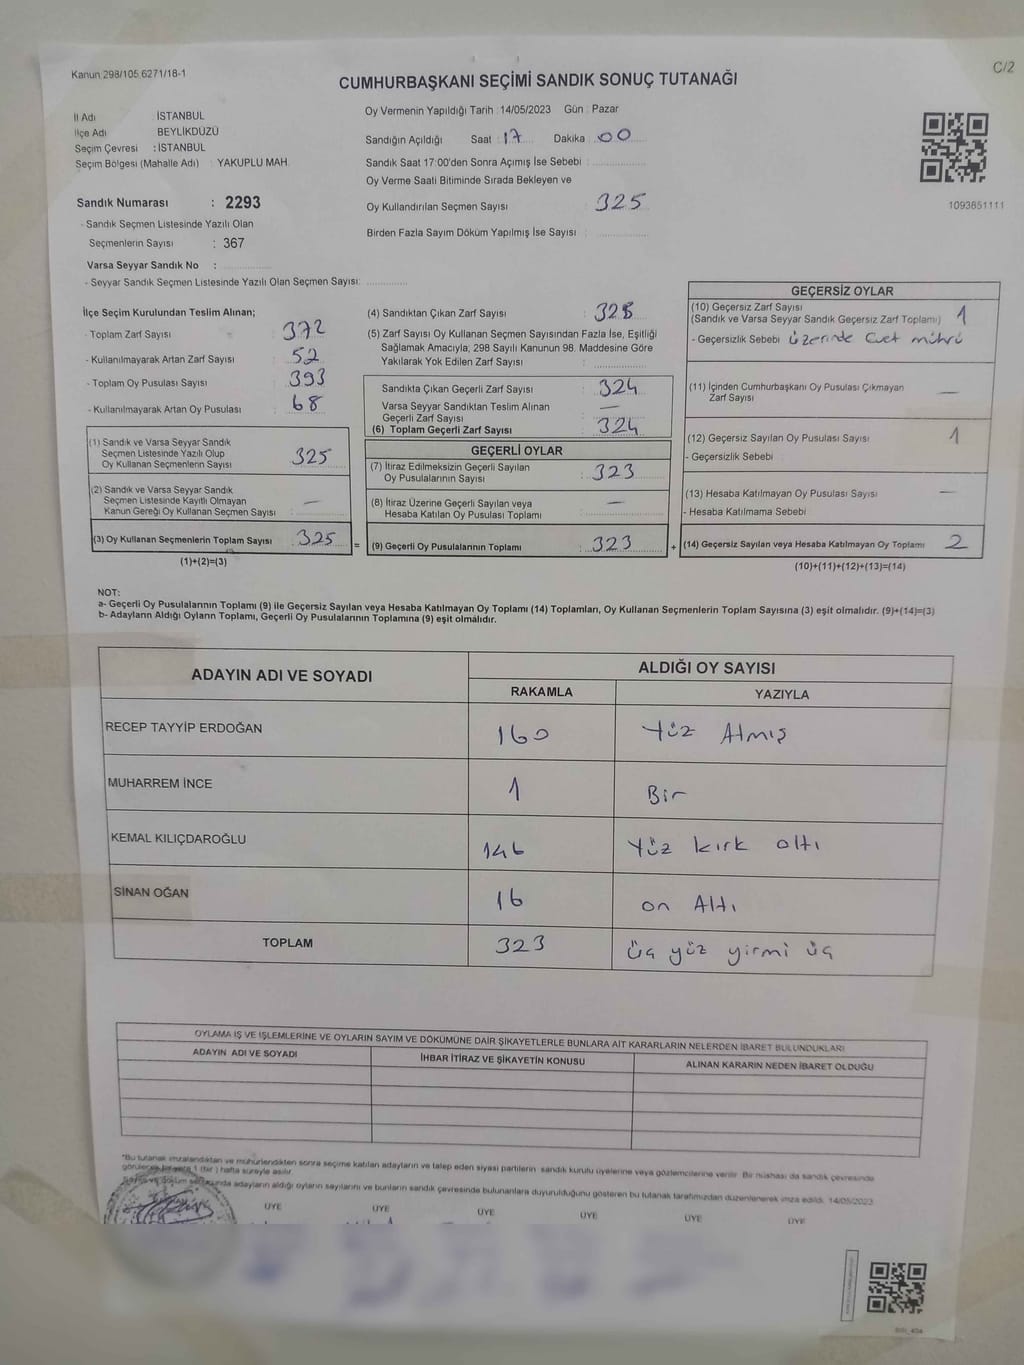 Kanun 298/105 6271/18-1
C/2
CUMHURBAŞKANI SEÇİMİ SANDIK SONUÇ TUTANAĞI
İl Adı İSTANBUL
İlçe Adı BEYLİKDÜZÜ
Seçim Çevresi : İSTANBUL
Seçim Bölgesi (Mahalle Adı) : YAKUPLU MAH.
Sandık Numarası : 2293
- Sandık Seçmen Listesinde Yazılı Olan
Seçmenlerin Sayısı : 367
Varsa Seyyar Sandık No :
- Seyyar Sandık Seçmen Listesinde Yazılı Olan Seçmen Sayısı:
Oy Vermenin Yapıldığı Tarih : 14/05/2023 Gün : Pazar
Sandığın Açıldığı Saat : 17 Dakika : 00
Sandık Saat 17:00'den Sonra Açımış İse Sebebi :
Oy Verme Saati Bitiminde Sırada Bekleyen ve
Oy Kullandırılan Seçmen Sayısı : 325
Birden Fazla Sayım Döküm Yapılmış İse Sayısı :
1093851111
İlçe Seçim Kurulundan Teslim Alınan;
- Toplam Zarf Sayısı : 372
- Kullanılmayarak Artan Zarf Sayısı : 52
- Toplam Oy Pusulası Sayısı : 393
- Kullanılmayarak Artan Oy Pusulası : 68
(1) Sandık ve Varsa Seyyar Sandık
Seçmen Listesinde Yazılı Olup
Oy Kullanan Seçmenlerin Sayısı : 325
(2) Sandık ve Varsa Seyyar Sandık
Seçmen Listesinde Kayıtlı Olmayan
Kanun Gereği Oy Kullanan Seçmen Sayısı : —
(3) Oy Kullanan Seçmenlerin Toplam Sayısı : 325
(1)+(2)=(3)
(4) Sandıktan Çıkan Zarf Sayısı : 325
(5) Zarf Sayısı Oy Kullanan Seçmen Sayısından Fazla İse, Eşitliği
Sağlamak Amacıyla; 298 Sayılı Kanunun 98. Maddesine Göre
Yakılarak Yok Edilen Zarf Sayısı :
Sandıkta Çıkan Geçerli Zarf Sayısı : 324
Varsa Seyyar Sandıktan Teslim Alınan
Geçerli Zarf Sayısı : —
(6) Toplam Geçerli Zarf Sayısı : 324
GEÇERLİ OYLAR
(7) İtiraz Edilmeksizin Geçerli Sayılan
Oy Pusulalarının Sayısı : 323
(8) İtiraz Üzerine Geçerli Sayılan veya
Hesaba Katılan Oy Pusulası Toplamı : —
= (9) Geçerli Oy Pusulalarının Toplamı : 323
GEÇERSİZ OYLAR
(10) Geçersiz Zarf Sayısı
(Sandık ve Varsa Seyyar Sandık Geçersiz Zarf Toplamı) 1
- Geçersizlik Sebebi : üzerinde Evet mührü
(11) İçinden Cumhurbaşkanı Oy Pusulası Çıkmayan
Zarf Sayısı —
(12) Geçersiz Sayılan Oy Pusulası Sayısı 1
- Geçersizlik Sebebi
(13) Hesaba Katılmayan Oy Pusulası Sayısı —
- Hesaba Katılmama Sebebi
+ (14) Geçersiz Sayılan veya Hesaba Katılmayan Oy Toplamı 2
(10)+(11)+(12)+(13)=(14)
NOT:
a- Geçerli Oy Pusulalarının Toplamı (9) ile Geçersiz Sayılan veya Hesaba Katılmayan Oy Toplamı (14) Toplamları, Oy Kullanan Seçmenlerin Toplam Sayısına (3) eşit olmalıdır. (9)+(14)=(3)
b- Adayların Aldığı Oyların Toplamı, Geçerli Oy Pusulalarının Toplamına (9) eşit olmalıdır.
ADAYIN ADI VE SOYADI ALDIĞI OY SAYISI
RAKAMLA YAZIYLA
RECEP TAYYİP ERDOĞAN 160 Yüz Atmış
MUHARREM İNCE 1 Bir
KEMAL KILIÇDAROĞLU 146 Yüz kırk altı
SİNAN OĞAN 16 on Altı
TOPLAM 323 üç yüz yirmi üç
OYLAMA İŞ VE İŞLEMLERİNE VE OYLARIN SAYIM VE DÖKÜMÜNE DAİR ŞİKAYETLERLE BUNLARA AİT KARARLARIN NELERDEN İBARET BULUNDUKLARI
ADAYIN ADI VE SOYADI İHBAR İTİRAZ VE ŞİKAYETİN KONUSU ALINAN KARARIN NEDEN İBARET OLDUĞU
*Bu tutanak imzalandıktan ve mühürlendikten sonra seçime katılan adayların ve talep eden siyasi partilerin sandık kurulu üyelerine veya gözlemcilerine verilir. Bir nüshası da sandık çevresinde
görülecek 1 (bir) hafta süreyle asılır.
adayların aldığı oyların sayılarını ve bunların sandık çevresinde bulunanlara duyurulduğunu gösteren bu tutanak tarafımızdan düzenlenerek imza edildi. 14/05/2023
ÜYE ÜYE ÜYE ÜYE ÜYE ÜYE